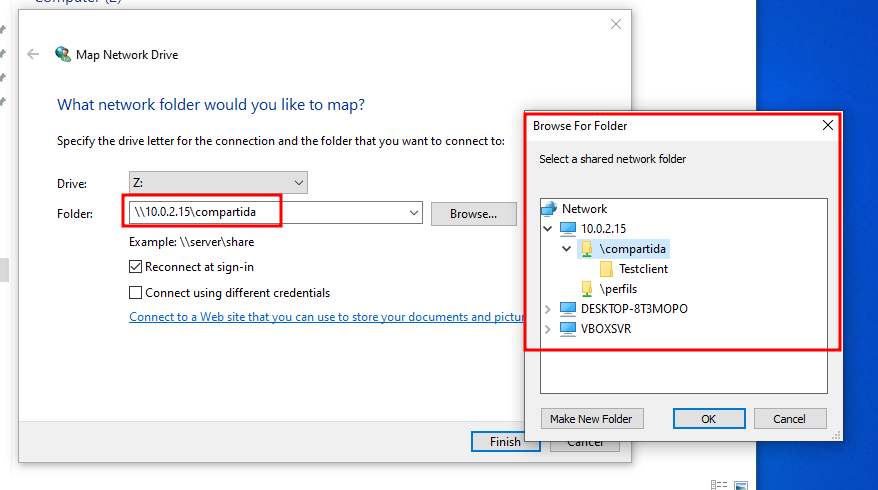 Computer (2)
Map Network Drive
What network folder would you like to map?
Specify the drive letter for the connection and the folder that you want to connect to:
Drive: Z:
Folder: \\10.0.2.15\compartida Browse...
Example: \\server\share
Reconnect at sign-in
Connect using different credentials
Connect to a Web site that you can use to store your documents and pictur
Finish Cancel
Browse For Folder
Select a shared network folder
Network
10.0.2.15
\compartida
Testclient
\perfils
DESKTOP-8T3MOPO
VBOXSVR
Make New Folder OK Cancel